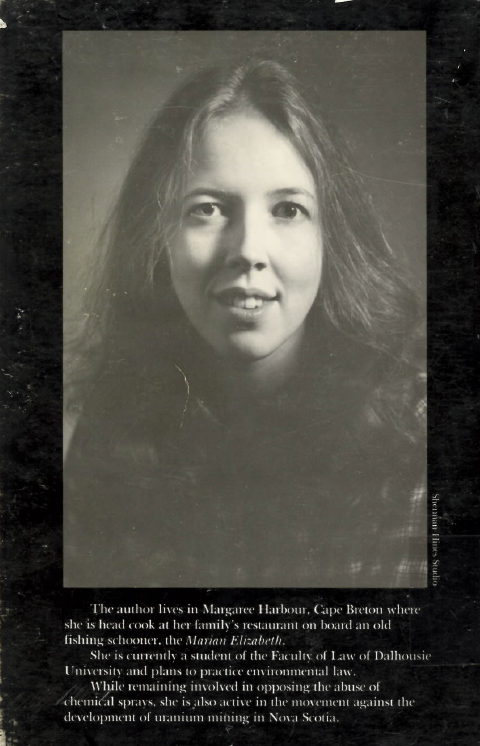 Sherman Hines Studio
The author lives in Margaree Harbour, Cape Breton where
she is head cook at her family's restaurant on board an old
fishing schooner, the Marian Elizabeth.
She is currently a student of the Faculty of Law of Dalhousie
University and plans to practice environmental law.
While remaining involved in opposing the abuse of
chemical sprays, she is also active in the movement against the
development of uranium mining in Nova Scotia.